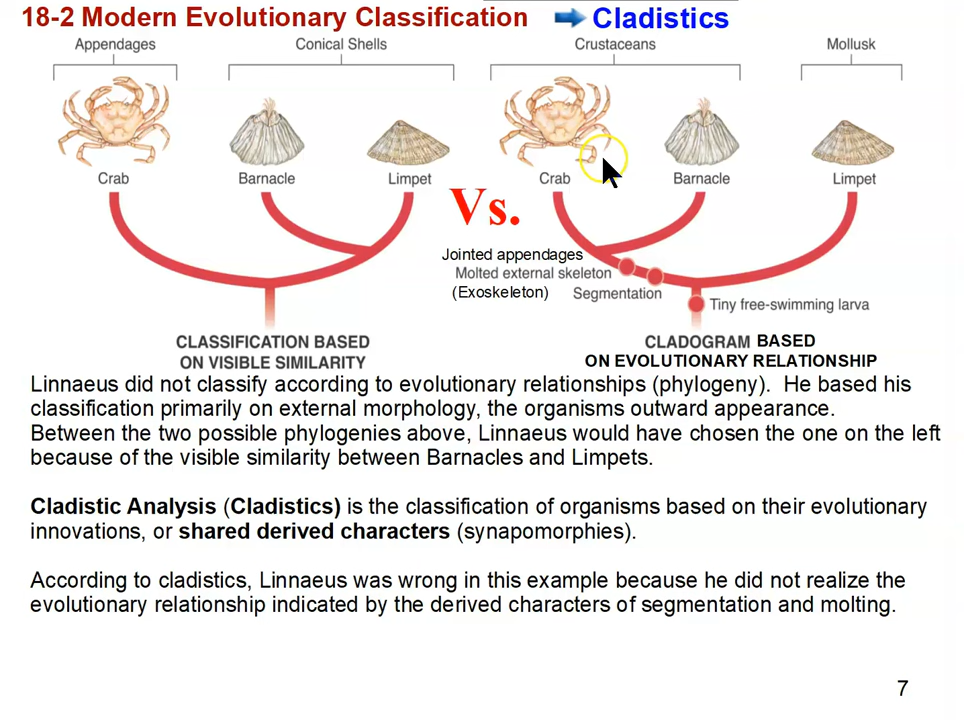 18-2 Modern Evolutionary Classification Cladistics
Appendages Conical Shells Crustaceans Mollusk
Crab Barnacle Limpet Crab Barnacle Limpet
Vs.
Jointed appendages
Molted external skeleton
(Exoskeleton) Segmentation
Tiny free-swimming larva
CLASSIFICATION BASED
ON VISIBLE SIMILARITY
CLADOGRAM BASED
ON EVOLUTIONARY RELATIONSHIP
Linnaeus did not classify according to evolutionary relationships (phylogeny). He based his
classification primarily on external morphology, the organisms outward appearance.
Between the two possible phylogenies above, Linnaeus would have chosen the one on the left
because of the visible similarity between Barnacles and Limpets.
Cladistic Analysis (Cladistics) is the classification of organisms based on their evolutionary
innovations, or shared derived characters (synapomorphies).
According to cladistics, Linnaeus was wrong in this example because he did not realize the
evolutionary relationship indicated by the derived characters of segmentation and molting.
7